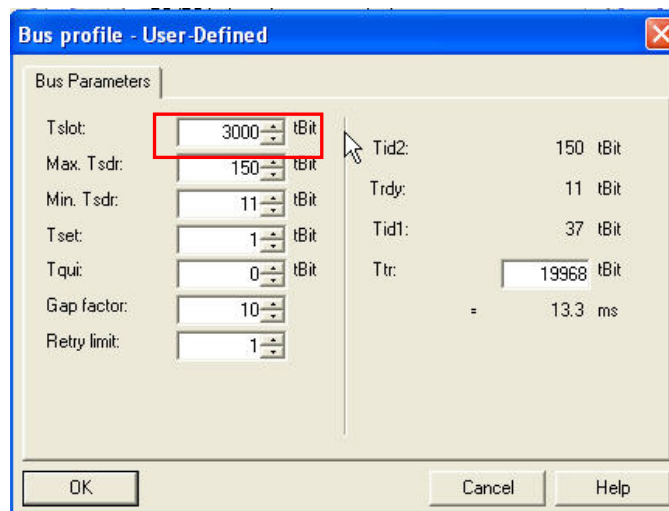 Bus profile - User-Defined
Bus Parameters
Tslot: 3000 tBit
Max. Tsdr: 150 tBit
Min. Tsdr: 11 tBit
Tset: 1 tBit
Tqui: 0 tBit
Gap factor: 10
Retry limit: 1
Tid2: 150 tBit
Trdy: 11 tBit
Tid1: 37 tBit
Ttr: 19968 tBit
= 13.3 ms
OK Cancel Help